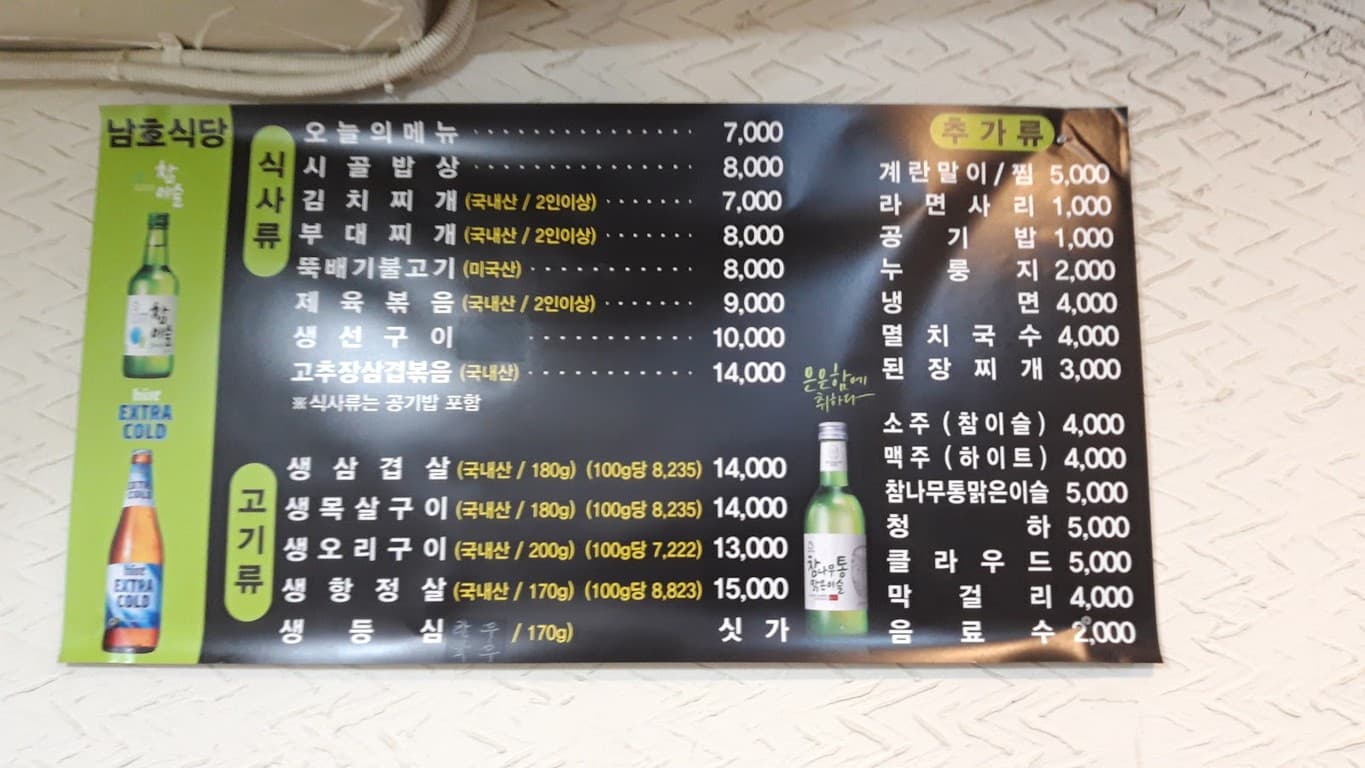 남호식당
참이슬
참이슬
hite
EXTRA
COLD
EXTRA
COLD
hite
EXTRA
COLD
식사류
오늘의메뉴 7,000
시골밥상 8,000
김치찌개 (국내산 / 2인이상) 7,000
부대찌개 (국내산 / 2인이상) 8,000
뚝배기불고기 (미국산) 8,000
제육볶음 (국내산 / 2인이상) 9,000
생선구이 10,000
고추장삼겹볶음 (국내산) 14,000
※식사류는 공기밥 포함
고기류
생삼겹살 (국내산 / 180g) (100g당 8,235) 14,000
생목살구이 (국내산 / 180g) (100g당 8,235) 14,000
생오리구이 (국내산 / 200g) (100g당 7,222) 13,000
생항정살 (국내산 / 170g) (100g당 8,823) 15,000
생등심 / 170g) 싯가
추가류
계란말이/찜 5,000
라면사리 1,000
공기밥 1,000
누룽지 2,000
냉면 4,000
멸치국수 4,000
된장찌개 3,000
은은함에
취하다
참나무통
맑은이슬
소주 (참이슬) 4,000
맥주 (하이트) 4,000
참나무통맑은이슬 5,000
청하 5,000
클라우드 5,000
막걸리 4,000
음료수 2,000